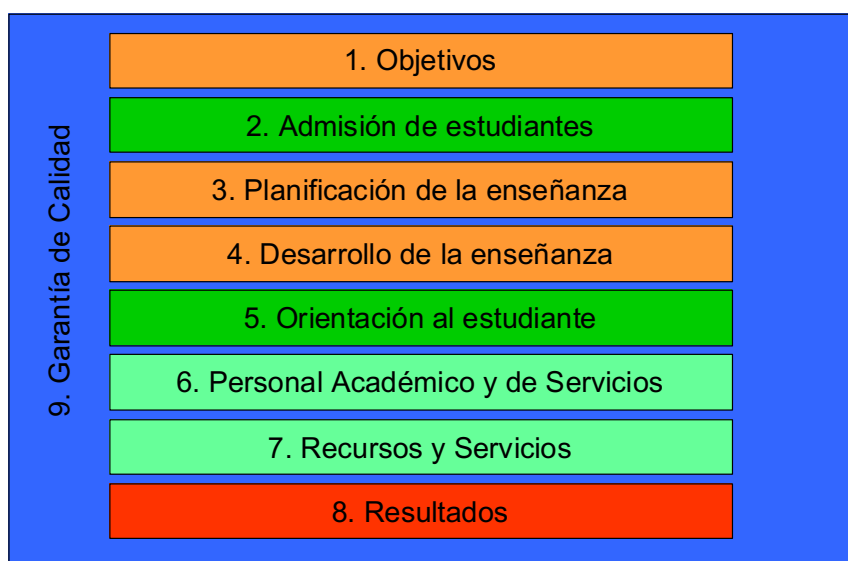 1. Objetivos
2. Admisión de estudiantes
3. Planificación de la enseñanza
4. Desarrollo de la enseñanza
5. Orientación al estudiante
6. Personal Académico y de Servicios
7. Recursos y Servicios
8. Resultados
9. Garantía de Calidad